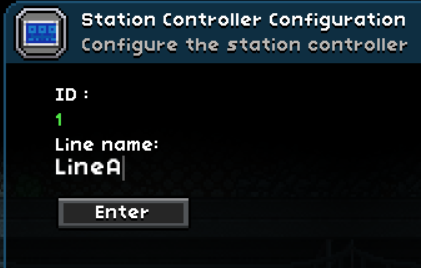 Station Controller Configuration
Configure the station controller
ID :
1
Line name:
LineA
Enter